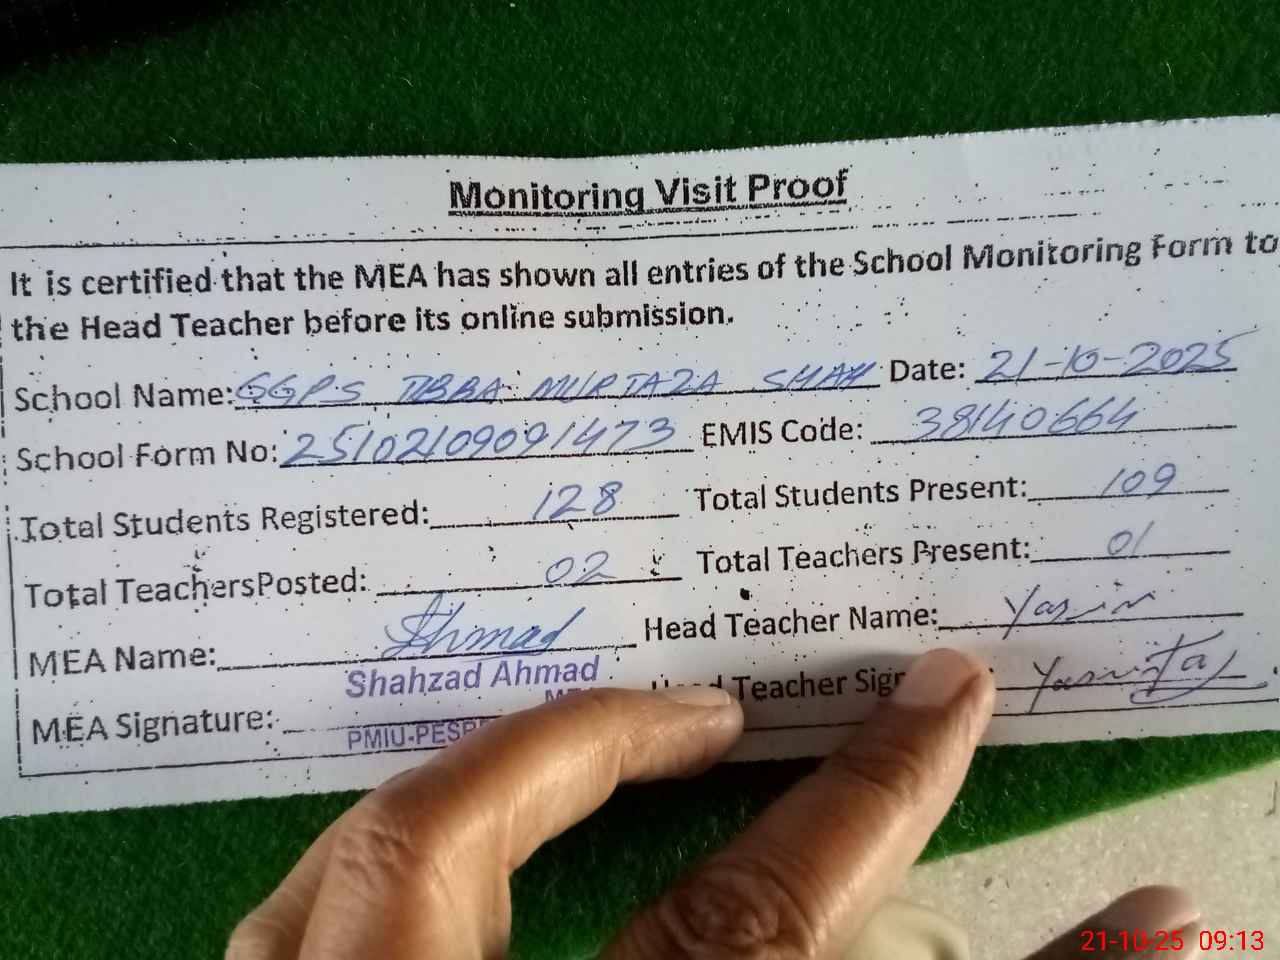 Monitoring Visit Proof
It is certified that the MEA has shown all entries of the School Monitoring Form to
the Head Teacher before its online submission.
School Name: GGPS TIBBA MURTAZA SHAH Date: 21-10-2025
School Form No: 2510210909 1473 EMIS Code: 38140664
Total Students Registered: 128 Total Students Present: 109
Total TeachersPosted: 02 Total Teachers Present: 01
MEA Name: Ahmad Head Teacher Name: Yasin
Shahzad Ahmad
MEA Signature: Teacher
PMIU-PESRP
21-10-25 09:13